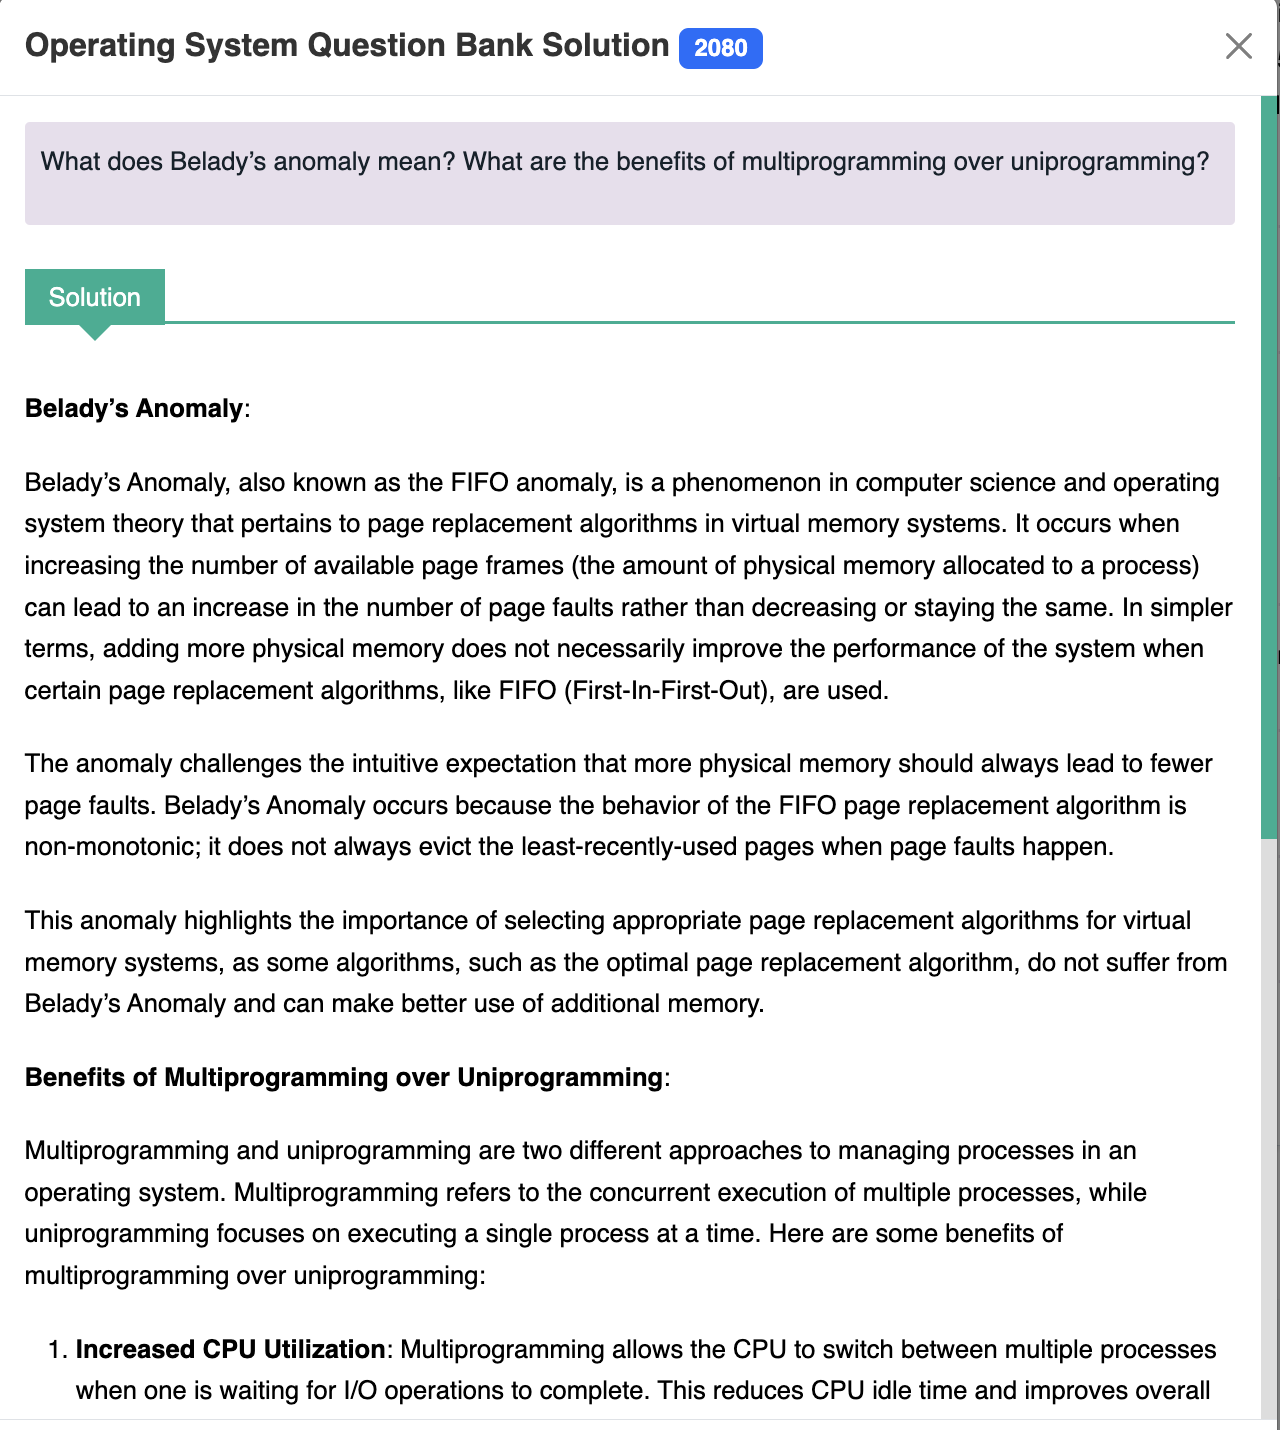 Operating System Question Bank Solution 2080
What does Belady’s anomaly mean? What are the benefits of multiprogramming over uniprogramming?
Solution
Belady’s Anomaly:
Belady’s Anomaly, also known as the FIFO anomaly, is a phenomenon in computer science and operating
system theory that pertains to page replacement algorithms in virtual memory systems. It occurs when
increasing the number of available page frames (the amount of physical memory allocated to a process)
can lead to an increase in the number of page faults rather than decreasing or staying the same. In simpler
terms, adding more physical memory does not necessarily improve the performance of the system when
certain page replacement algorithms, like FIFO (First-In-First-Out), are used.
The anomaly challenges the intuitive expectation that more physical memory should always lead to fewer
page faults. Belady’s Anomaly occurs because the behavior of the FIFO page replacement algorithm is
non-monotonic; it does not always evict the least-recently-used pages when page faults happen.
This anomaly highlights the importance of selecting appropriate page replacement algorithms for virtual
memory systems, as some algorithms, such as the optimal page replacement algorithm, do not suffer from
Belady’s Anomaly and can make better use of additional memory.
Benefits of Multiprogramming over Uniprogramming:
Multiprogramming and uniprogramming are two different approaches to managing processes in an
operating system. Multiprogramming refers to the concurrent execution of multiple processes, while
uniprogramming focuses on executing a single process at a time. Here are some benefits of
multiprogramming over uniprogramming:
1. Increased CPU Utilization: Multiprogramming allows the CPU to switch between multiple processes
when one is waiting for I/O operations to complete. This reduces CPU idle time and improves overall